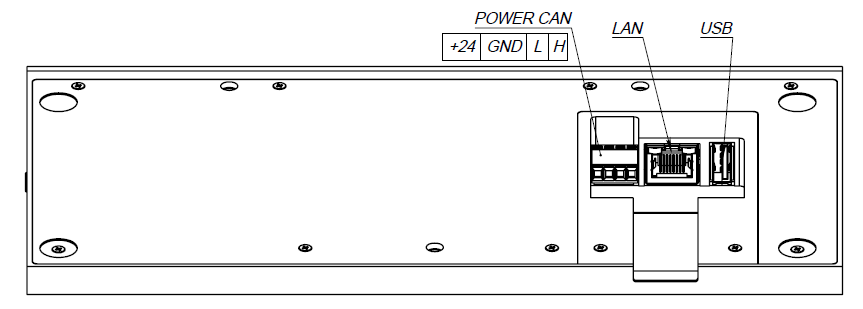 POWER CAN
LAN
USB
+24 GND L H